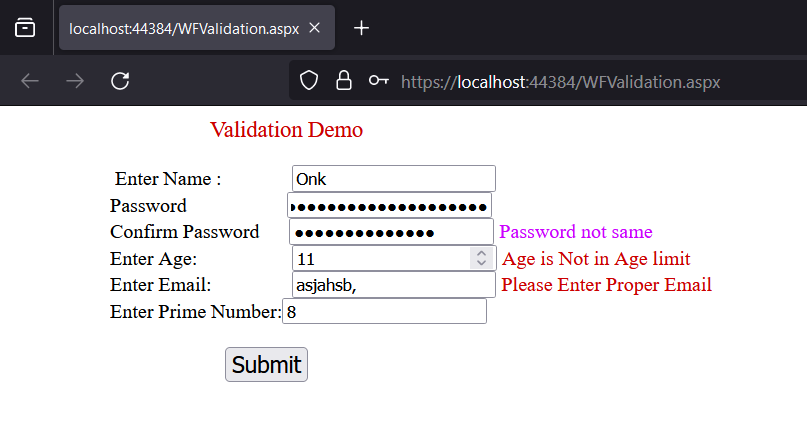 localhost:44384/WFValidation.aspx
https://localhost:44384/WFValidation.aspx
Validation Demo
Enter Name : Onk
Password ●●●●●●●●●●●●●●●●●●
Confirm Password ●●●●●●●●●●●●●● Password not same
Enter Age: 11 Age is Not in Age limit
Enter Email: asjahsb, Please Enter Proper Email
Enter Prime Number: 8
Submit